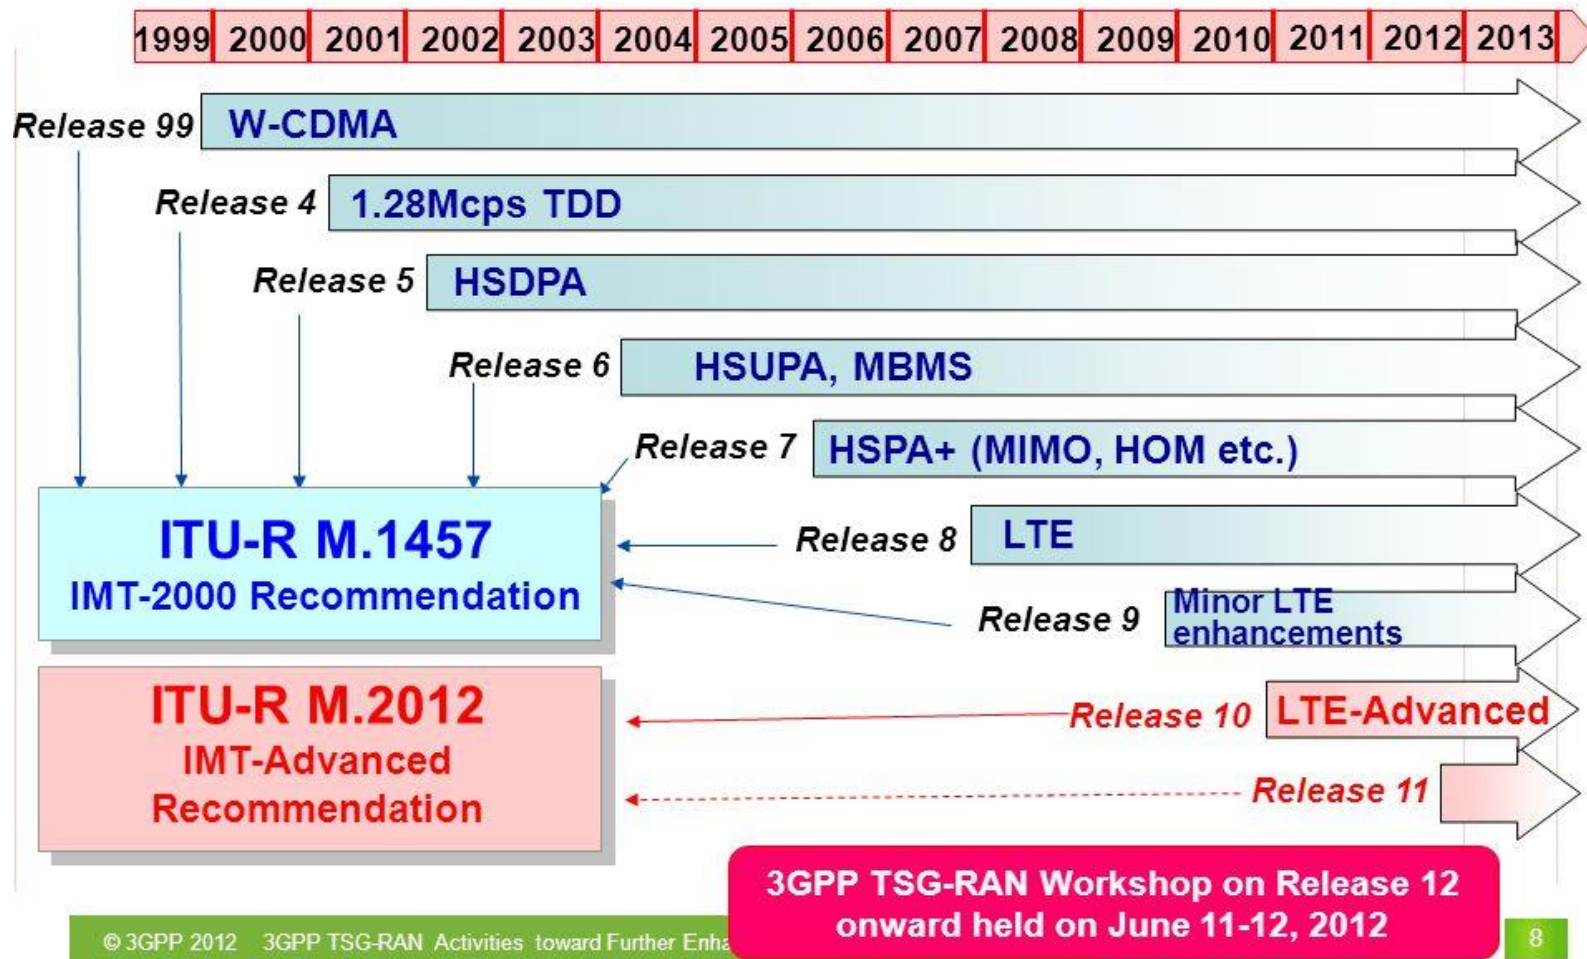 1999 2000 2001 2002 2003 2004 2005 2006 2007 2008 2009 2010 2011 2012 2013
Release 99 W-CDMA
Release 4 1.28Mcps TDD
Release 5 HSDPA
Release 6 HSUPA, MBMS
Release 7 HSPA+ (MIMO, HOM etc.)
ITU-R M.1457
IMT-2000 Recommendation
Release 8 LTE
Release 9 Minor LTE
enhancements
ITU-R M.2012
IMT-Advanced
Recommendation
Release 10 LTE-Advanced
Release 11
3GPP TSG-RAN Workshop on Release 12
onward held on June 11-12, 2012
© 3GPP 2012 3GPP TSG-RAN Activities toward Further Enha
8